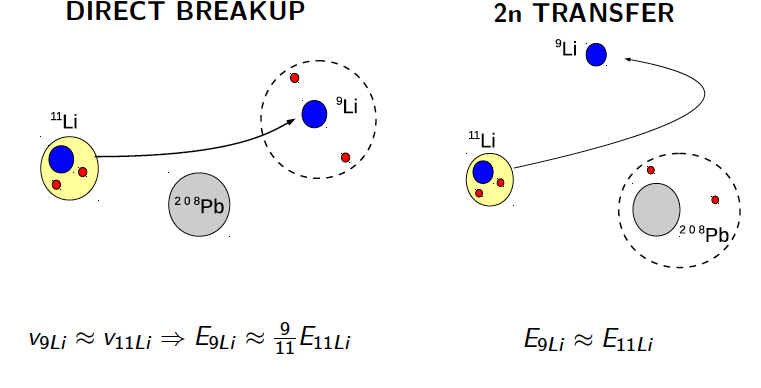 DIRECT BREAKUP
¹¹Li
⁹Li
²⁰⁸Pb
v₉Li ≈ v₁₁Li ⇒ E₉Li ≈ 9/11 E₁₁Li
2n TRANSFER
⁹Li
¹¹Li
²⁰⁸Pb
E₉Li ≈ E₁₁Li